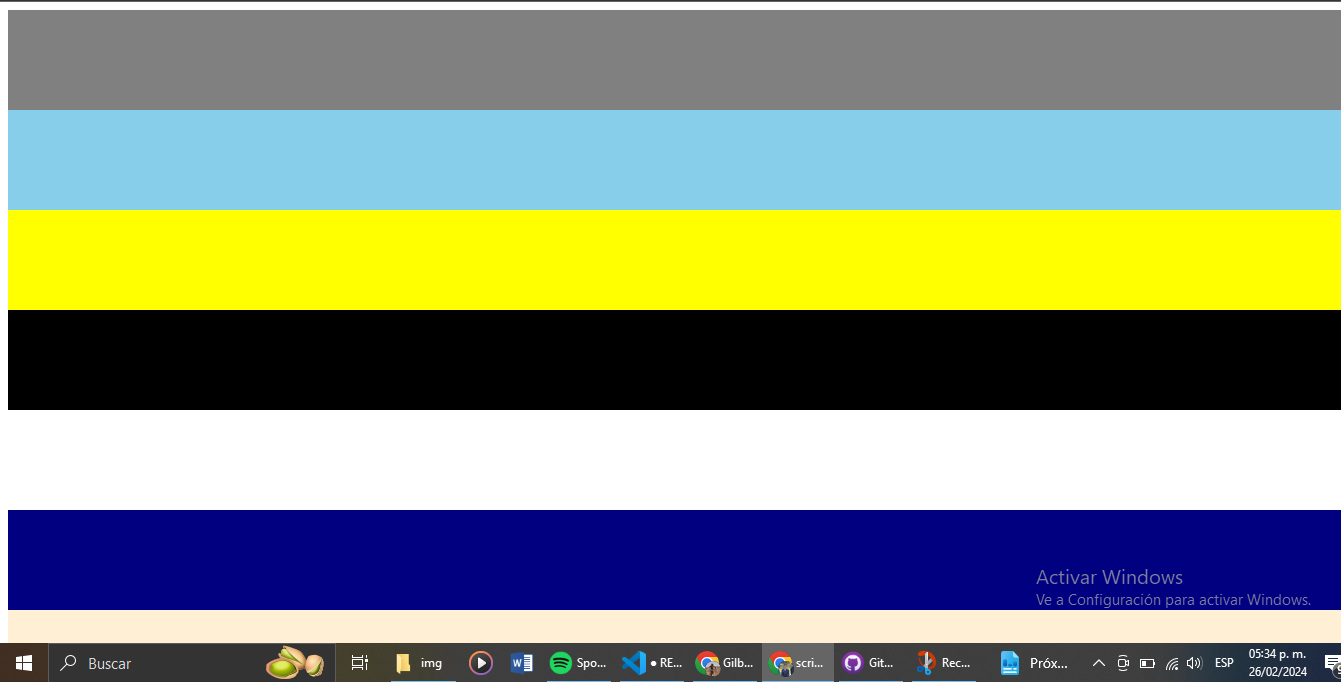 Activar Windows
Ve a Configuración para activar Windows.
Buscar
img
Spo...
● RE...
Gilb...
scri...
Git...
Rec...
Próx...
ESP
05:34 p. m.
26/02/2024